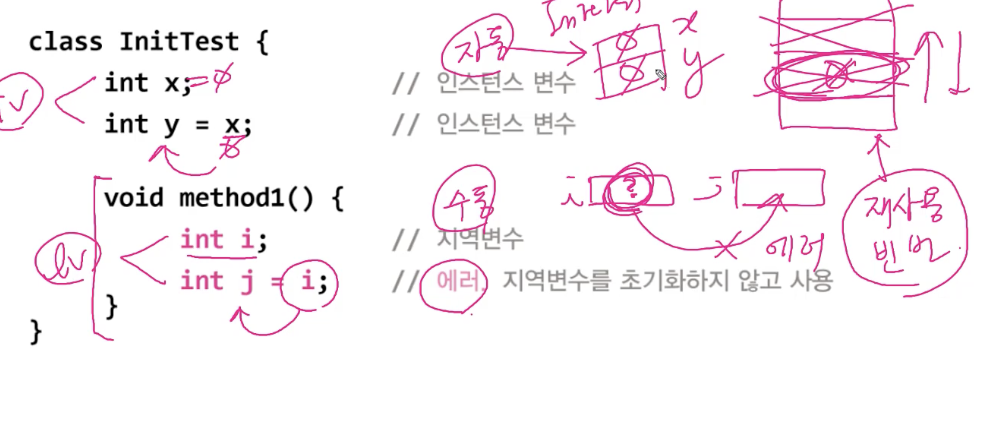 class InitTest {
int x; =0 // 인스턴스 변수
int y = x; // 인스턴스 변수
0
void method1() {
int i; // 지역변수
int j = i; // 에러. 지역변수를 초기화하지 않고 사용
}
}
자동
0
0
x
y
iv
lv
수동
i
?
j
에러
0
재사용
빈번